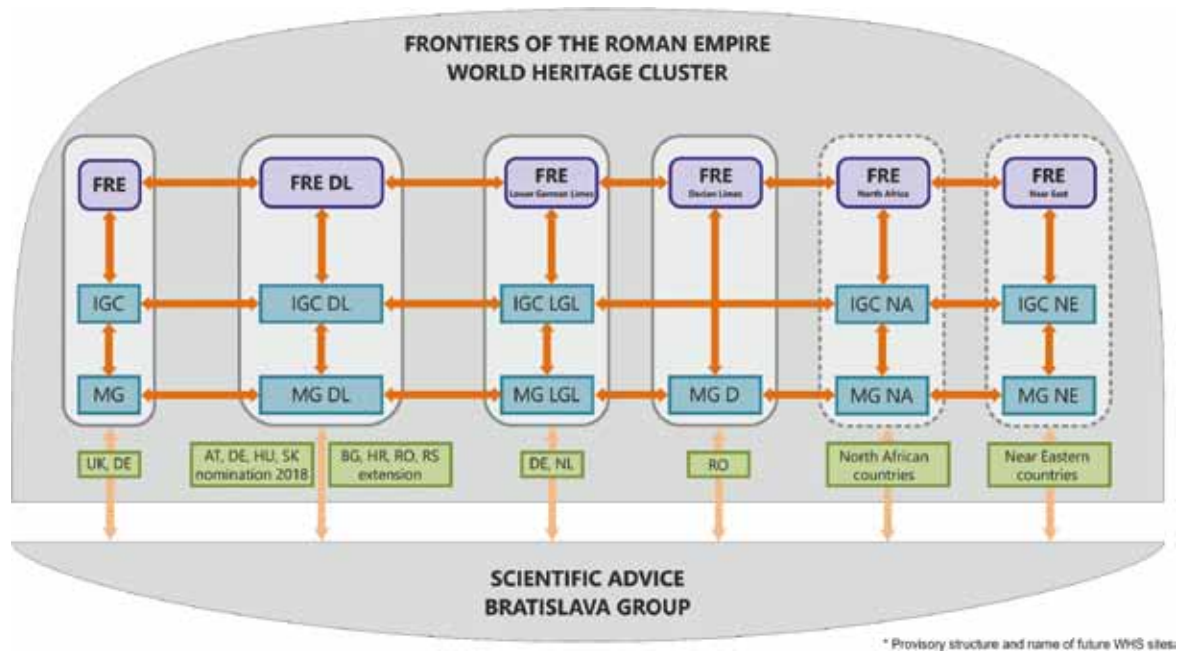 FRONTIERS OF THE ROMAN EMPIRE
WORLD HERITAGE CLUSTER
FRE
FRE DL
FRE
Lower German Limes
FRE
Dacian Limes
FRE
North Africa
FRE
Near East
IGC
IGC DL
IGC LGL
IGC NA
IGC NE
MG
MG DL
MG LGL
MG D
MG NA
MG NE
UK, DE
AT, DE, HU, SK
nomination 2018
BG, HR, RO, RS
extension
DE, NL
RO
North African
countries
Near Eastern
countries
SCIENTIFIC ADVICE
BRATISLAVA GROUP
* Provisory structure and name of future WHS sites